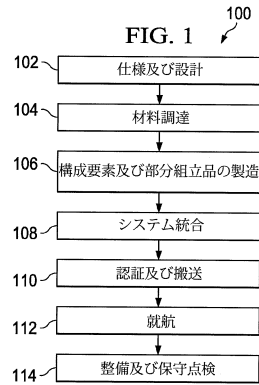 FIG. 1
100
102
仕様及び設計
104
材料調達
106
構成要素及び部分組立品の製造
108
システム統合
110
認証及び搬送
112
就航
114
整備及び保守点検